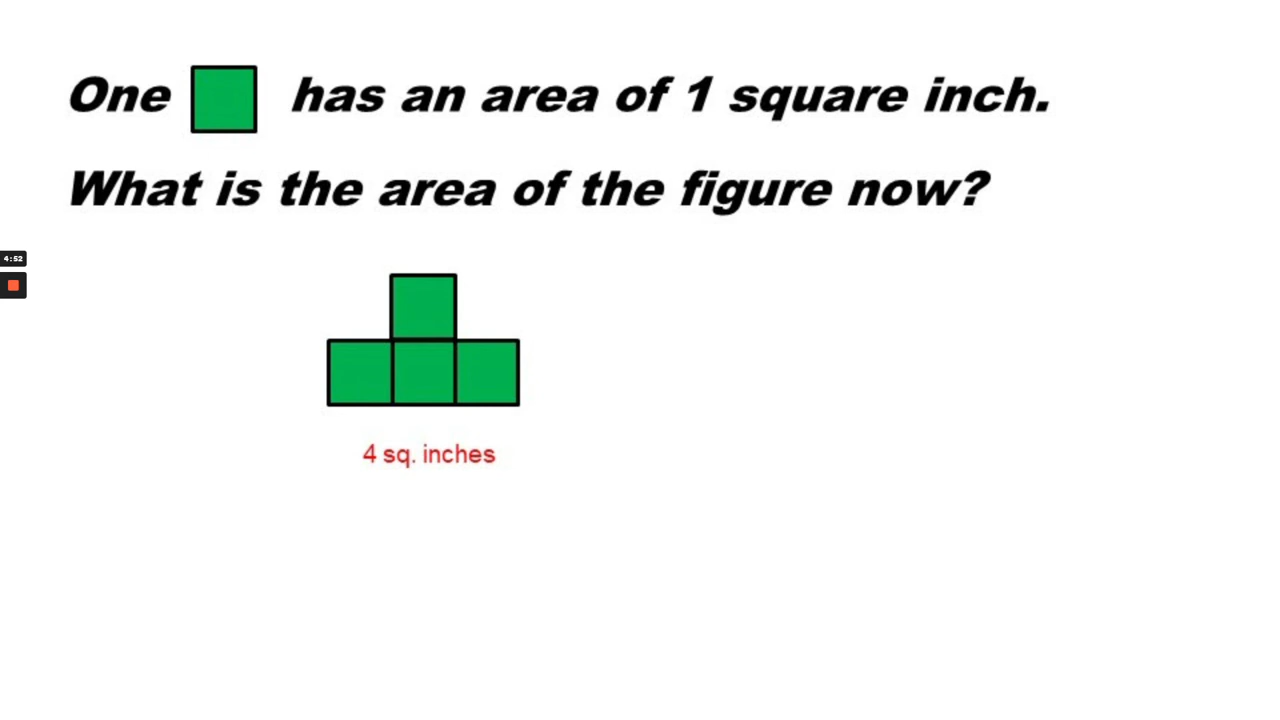 One has an area of 1 square inch.
What is the area of the figure now?
4:52
4 sq. inches